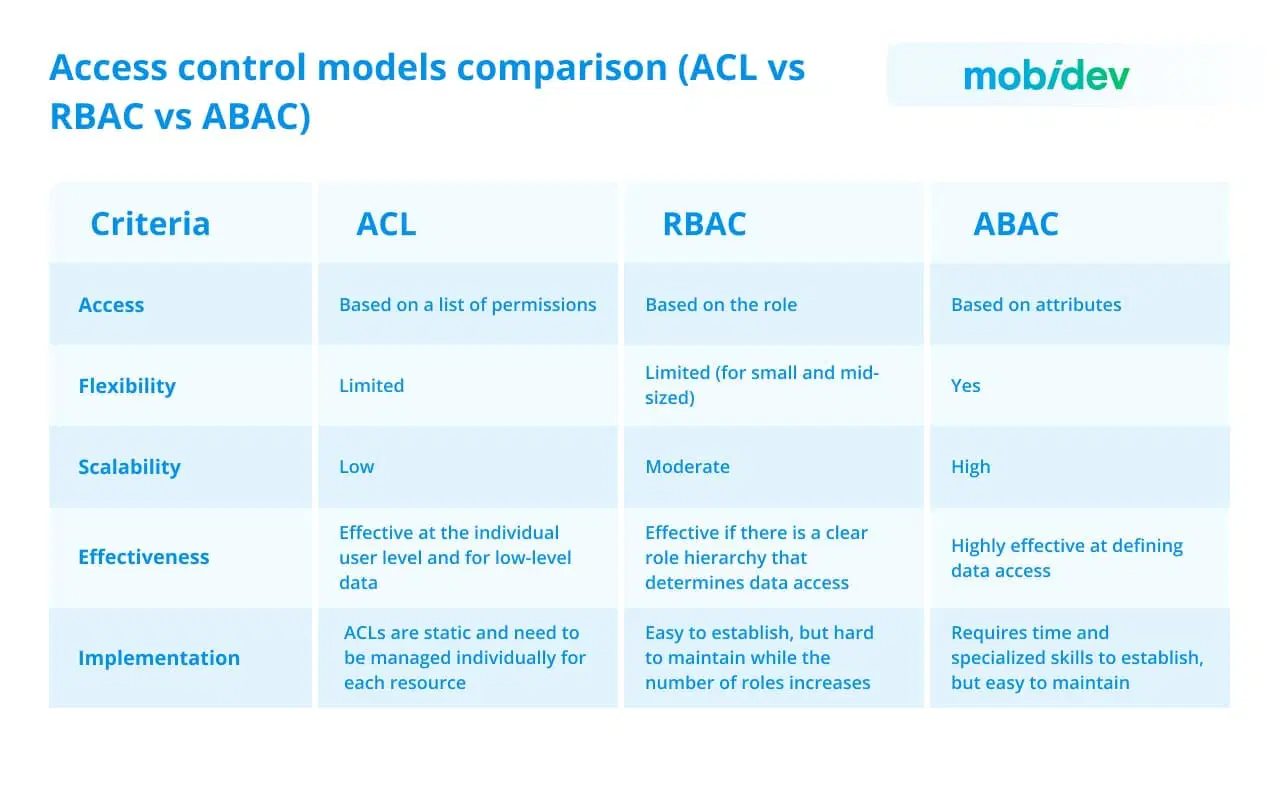 Access control models comparison (ACL vs
RBAC vs ABAC)
mobidev
Criteria
ACL
RBAC
ABAC
Access
Based on a list of permissions
Based on the role
Based on attributes
Flexibility
Limited
Limited (for small and mid-
sized)
Yes
Scalability
Low
Moderate
High
Effectiveness
Effective at the individual
user level and for low-level
data
Effective if there is a clear
role hierarchy that
determines data access
Highly effective at defining
data access
Implementation
ACLs are static and need to
be managed individually for
each resource
Easy to establish, but hard
to maintain while the
number of roles increases
Requires time and
specialized skills to establish,
but easy to maintain